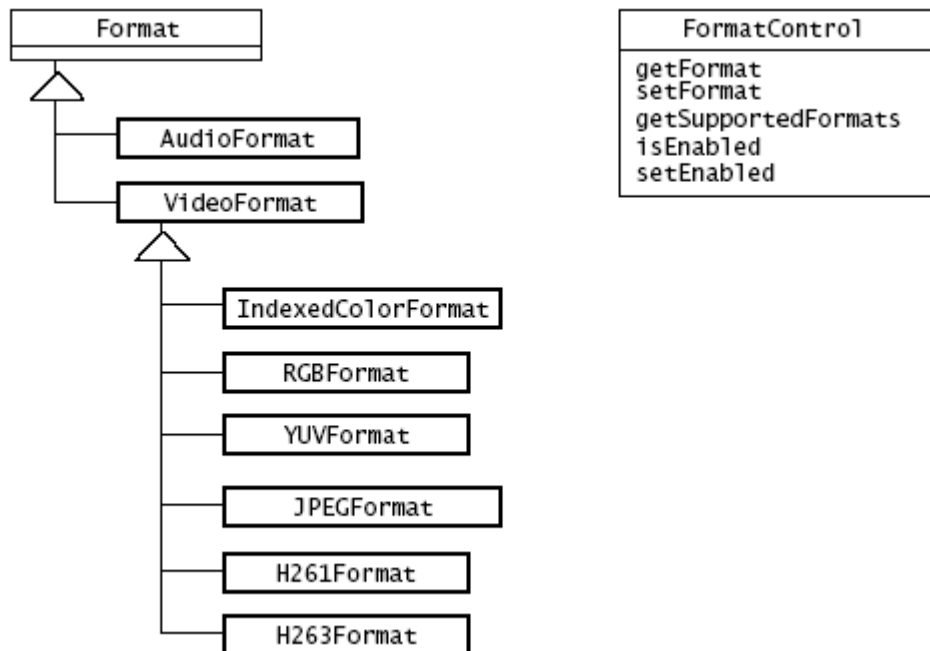 Format
AudioFormat
VideoFormat
IndexedColorFormat
RGBFormat
YUVFormat
JPEGFormat
H261Format
H263Format
FormatControl
getFormat
setFormat
getSupportedFormats
isEnabled
setEnabled